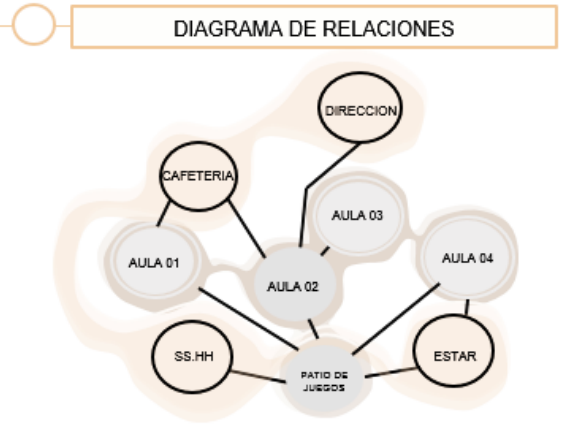 DIAGRAMA DE RELACIONES
DIRECCION
CAFETERIA
AULA 03
AULA 01
AULA 04
AULA 02
SS.HH
ESTAR
PATIO DE
JUEGOS